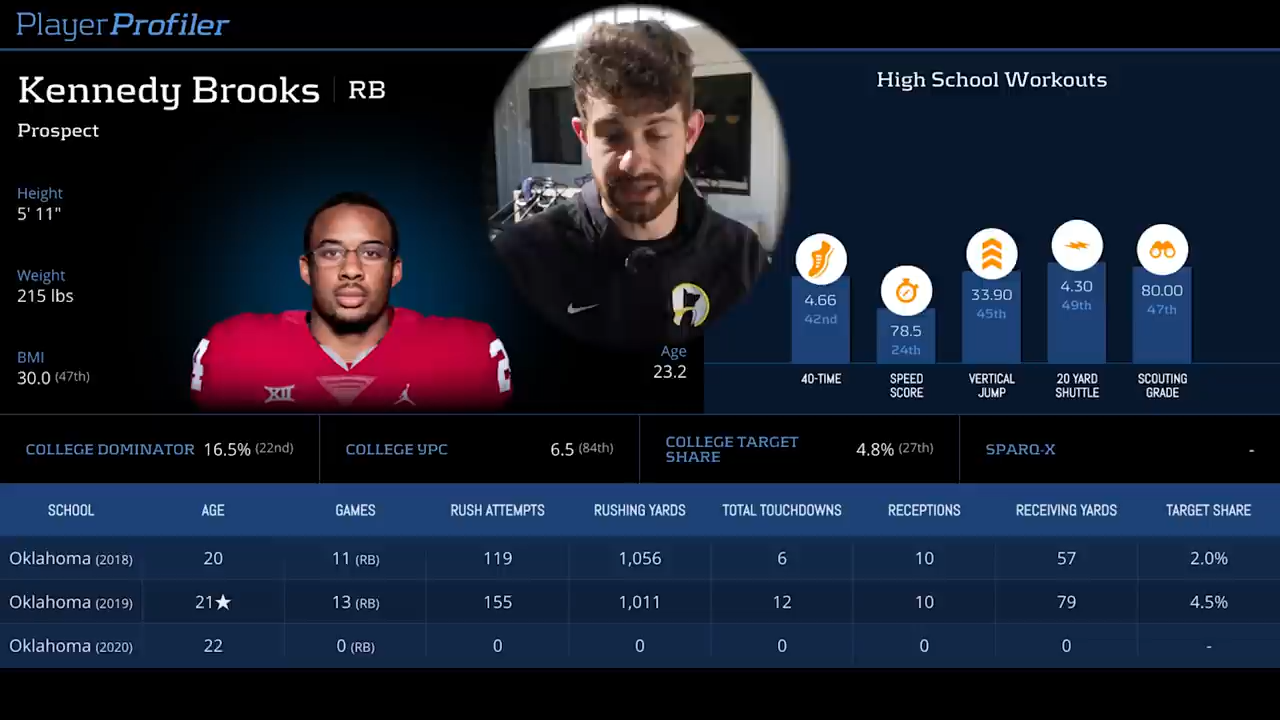 PlayerProfiler
Kennedy Brooks | RB
Prospect
Height
5' 11"
Weight
215 lbs
BMI
30.0 (47th)
Age
23.2
24
XII
High School Workouts
4.66
42nd
40-TIME
78.5
24th
SPEED
SCORE
33.90
45th
VERTICAL
JUMP
4.30
49th
20 YARD
SHUTTLE
80.00
47th
SCOUTING
GRADE
COLLEGE DOMINATOR 16.5% (22nd)
COLLEGE YPC 6.5 (84th)
COLLEGE TARGET
SHARE 4.8% (27th)
SPARQ-X -
SCHOOL AGE GAMES RUSH ATTEMPTS RUSHING YARDS TOTAL TOUCHDOWNS RECEPTIONS RECEIVING YARDS TARGET SHARE
Oklahoma (2018) 20 11 (RB) 119 1,056 6 10 57 2.0%
Oklahoma (2019) 21★ 13 (RB) 155 1,011 12 10 79 4.5%
Oklahoma (2020) 22 0 (RB) 0 0 0 0 0 -